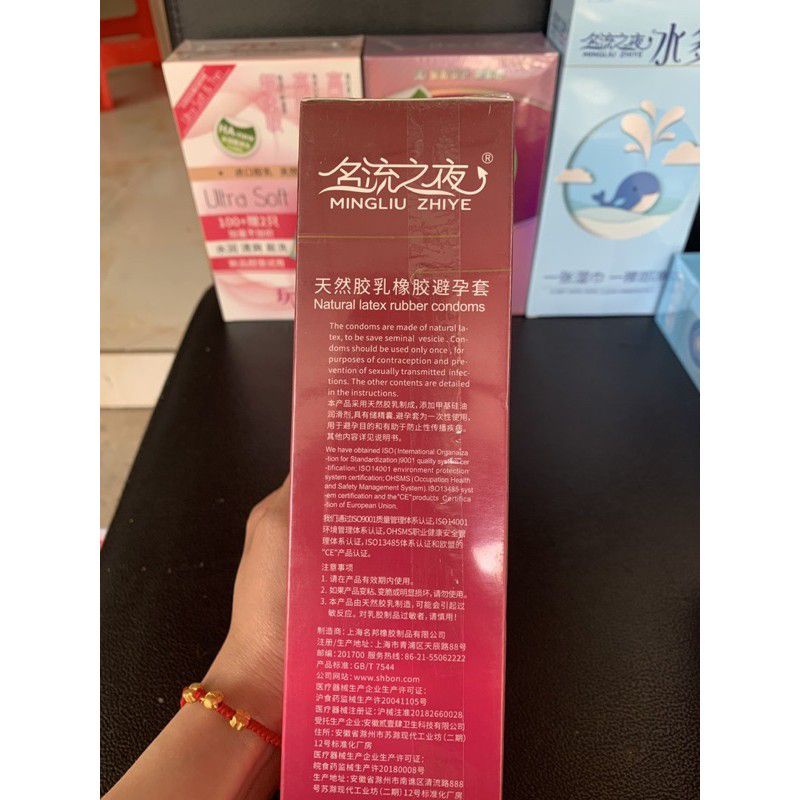 名流之夜®
MINGLIU ZHIYE
天然胶乳橡胶避孕套
Natural latex rubber condoms
The condoms are made of natural la-
tex, to be save seminal vesicle. Con-
doms should be used only once, for
purposes of contraception and pre-
vention of sexually transmitted infec-
tions. The other contents are detailed
in the instructions.
本产品采用天然胶乳制成，添加甲基硅油
润滑剂,具有储精囊,避孕套为一次性使用,
用于避孕目的和有助于防止性传播疾病。
其他内容详见说明书。
We have obtained ISO( International Organaiza
-tion for Standardization )9001 quality system cer
-tification; ISO14001 environment protection
system certification; OHSMS (Occupation Health
and Safety Management System) ISO13485 syst
-em certification and the"CE"products Certifica
-tion of European Union.
我们通过ISO9001质量管理体系认证, ISO14001
环境管理体系认证, OHSMS职业健康安全管
理体系认证, ISO13485体系认证和欧盟的
"CE"产品认证。
注意事项
1. 请在产品有效期内使用。
2. 如果产品变粘、变脆或明显损坏, 请勿使用。
3. 本产品由天然胶乳制造, 可能会引起过
敏反应。对乳胶制品过敏者, 请慎用!
制造商: 上海名邦橡胶制品有限公司
注册/生产地址: 上海市青浦区天辰路88号
邮编: 201700 服务热线: 86-21-55062222
产品标准: GB/T 7544
公司网站: www.shbon.com
医疗器械生产企业生产许可证:
沪食药监械生产许20041105号
医疗器械注册证: 沪械注准20182660028
受托生产企业: 安徽贰壹肆卫生科技有限公司
住所: 安徽省滁州市苏滁现代工业坊(二期)
12号标准化厂房
医疗器械生产企业生产许可证:
皖食药监械生产许20180008号
生产地址: 安徽省滁州市南谯区清流路888
号苏滁现代工业坊(二期)12号标准化厂房
HA
进口胶乳
Ultra Soft
100+赠2只
名流之夜
MINGLIU ZHIYE
水
一张湿巾